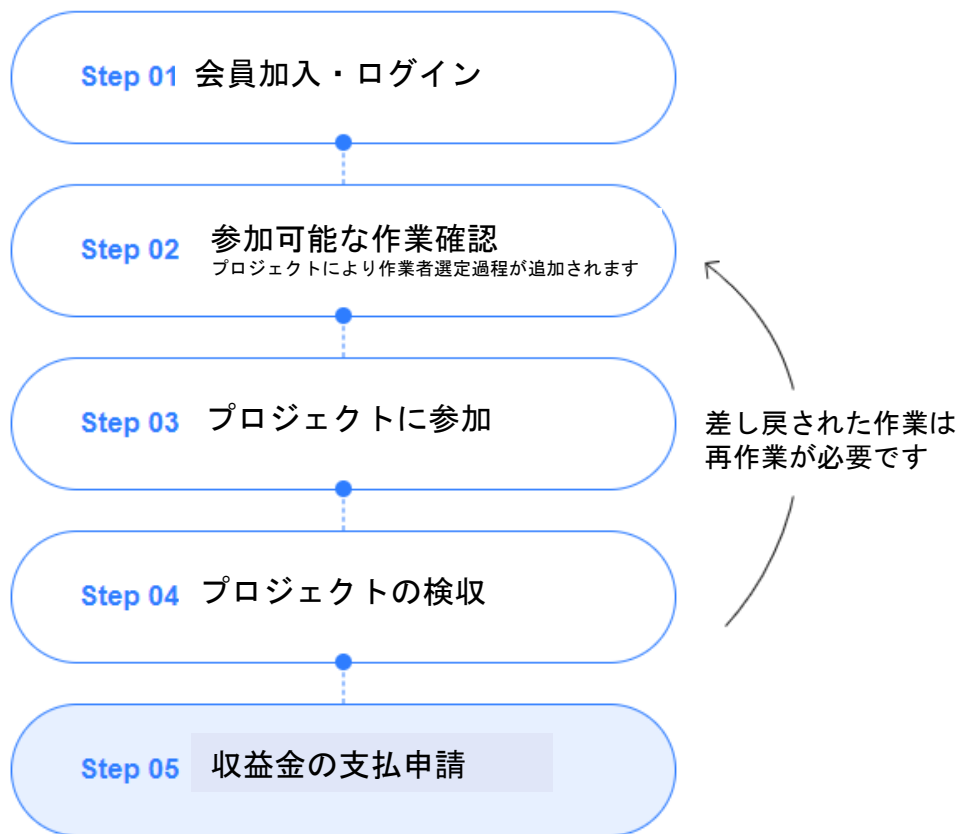 Step 01 会員加入・ログイン
Step 02 参加可能な作業確認
プロジェクトにより作業者選定過程が追加されます
Step 03 プロジェクトに参加
差し戻された作業は
再作業が必要です
Step 04 プロジェクトの検収
Step 05 収益金の支払申請